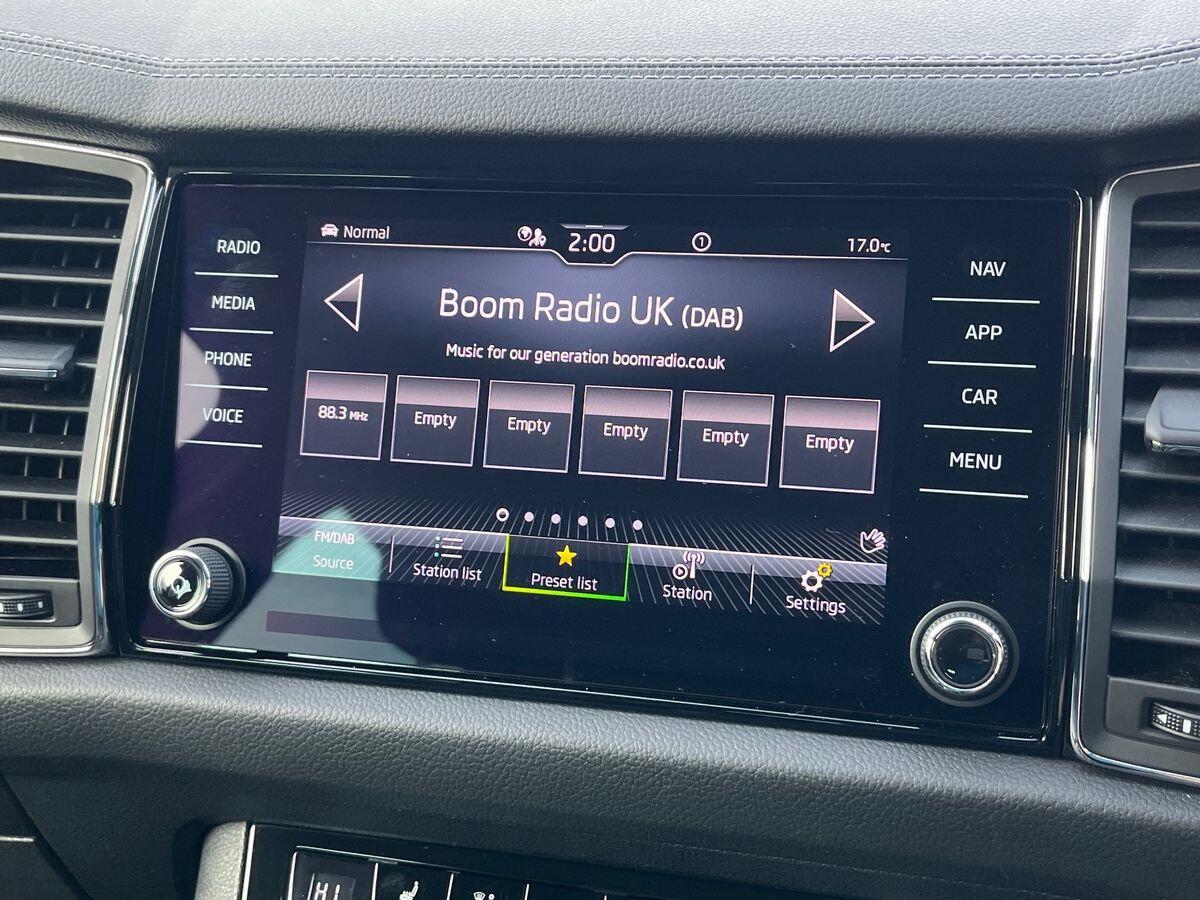 RADIO
MEDIA
PHONE
VOICE
Normal
2:00
1
17.0°C
Boom Radio UK (DAB)
Music for our generation boomradio.co.uk
88.3 MHz
Empty
Empty
Empty
Empty
Empty
FM/DAB
Source
Station list
Preset list
Station
Settings
NAV
APP
CAR
MENU
HI